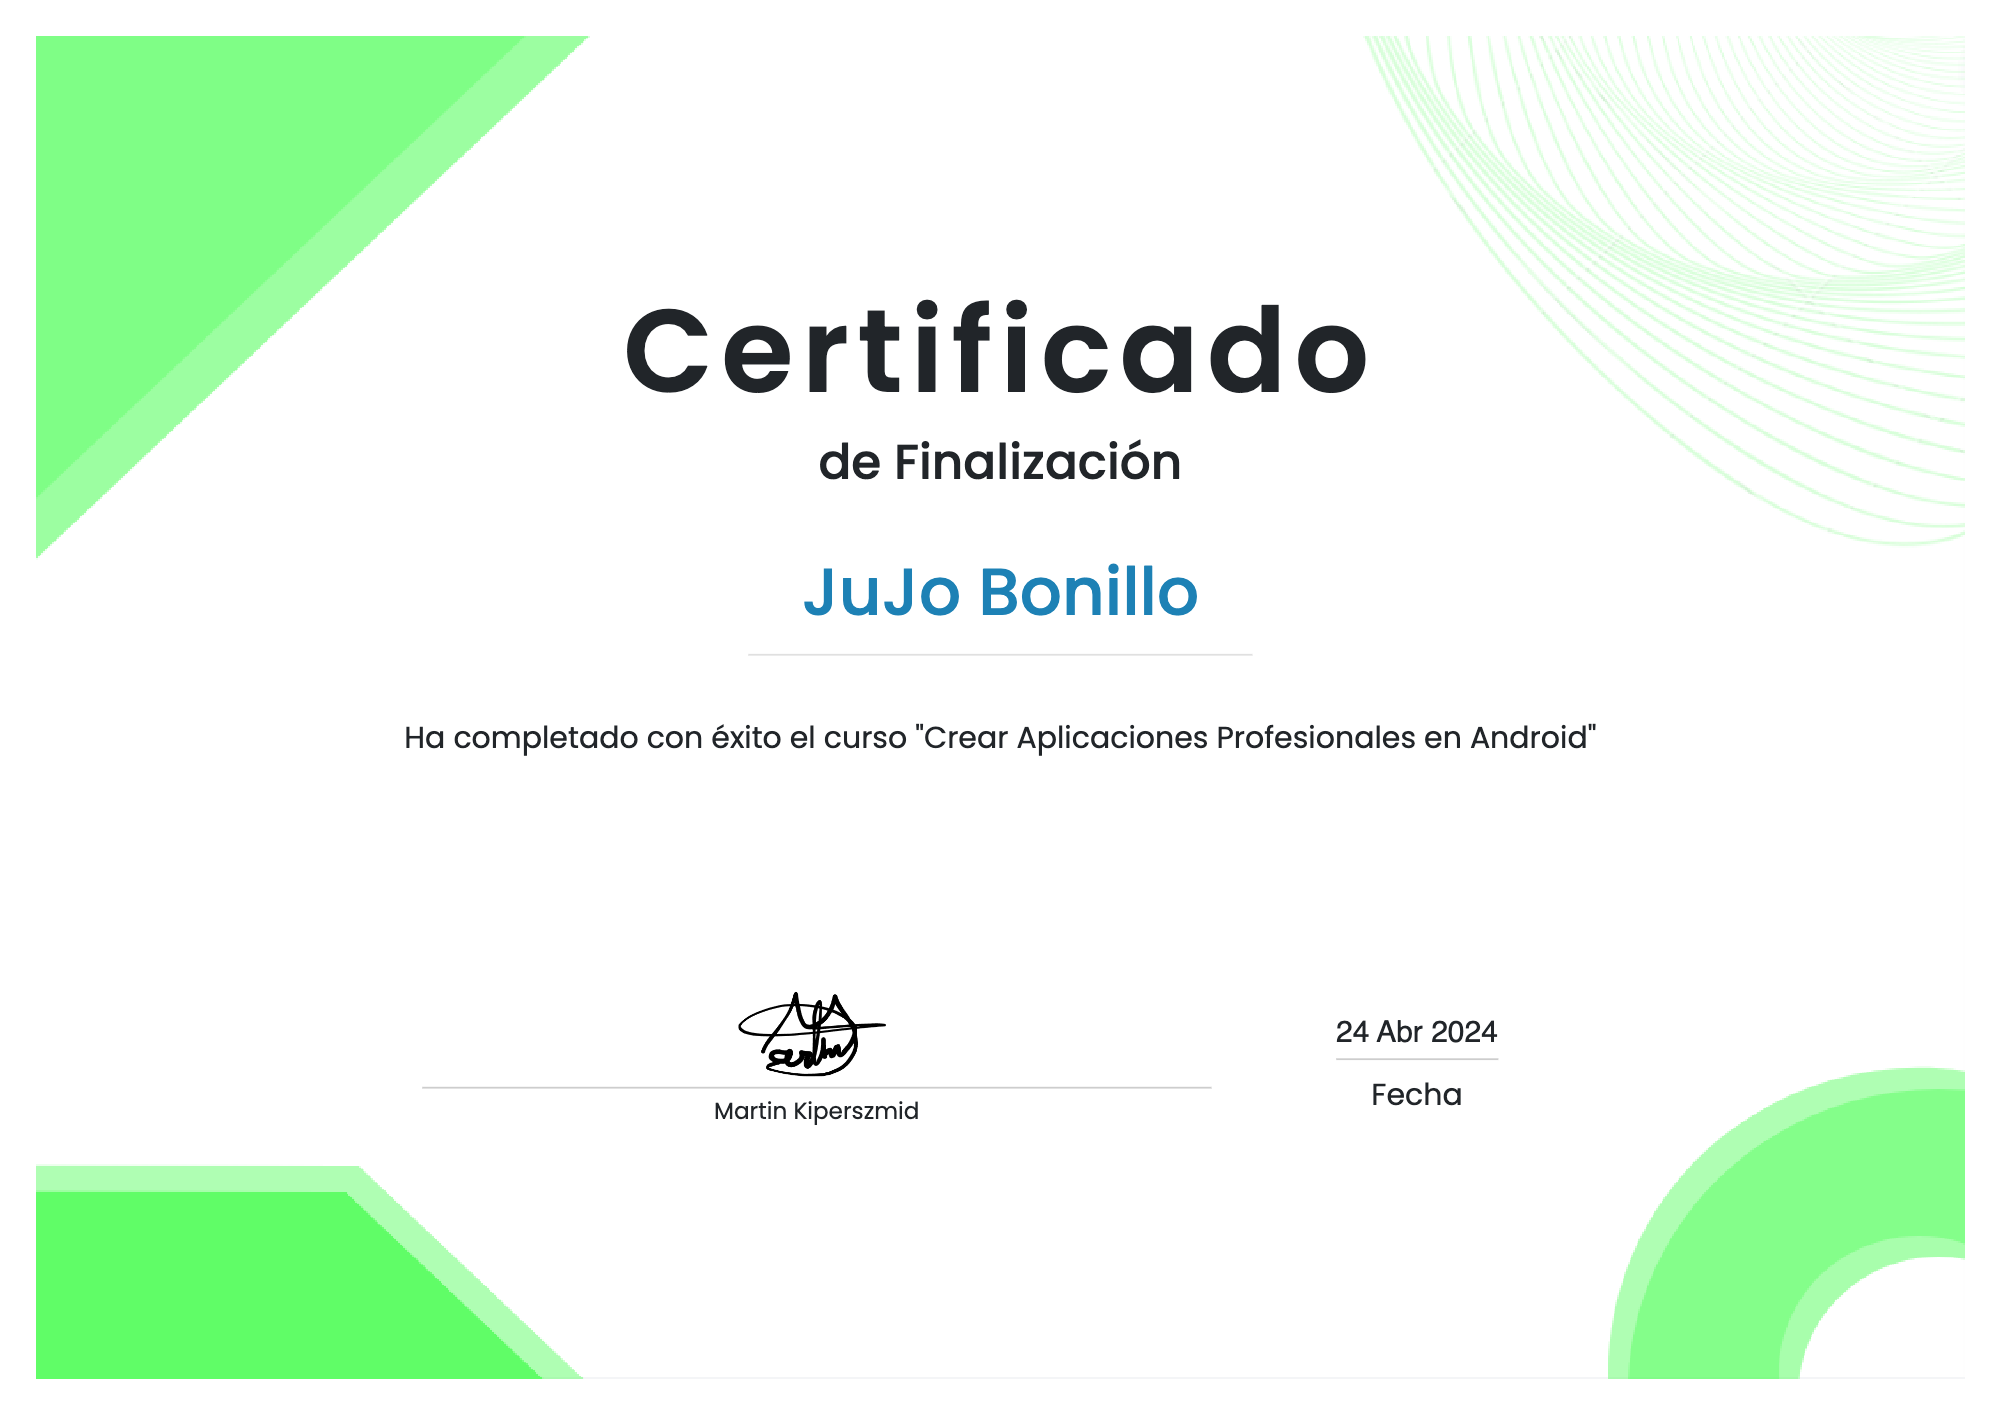 Certificado
de Finalización
JuJo Bonillo
Ha completado con éxito el curso "Crear Aplicaciones Profesionales en Android"
24 Abr 2024
Martin Kiperszmid
Fecha